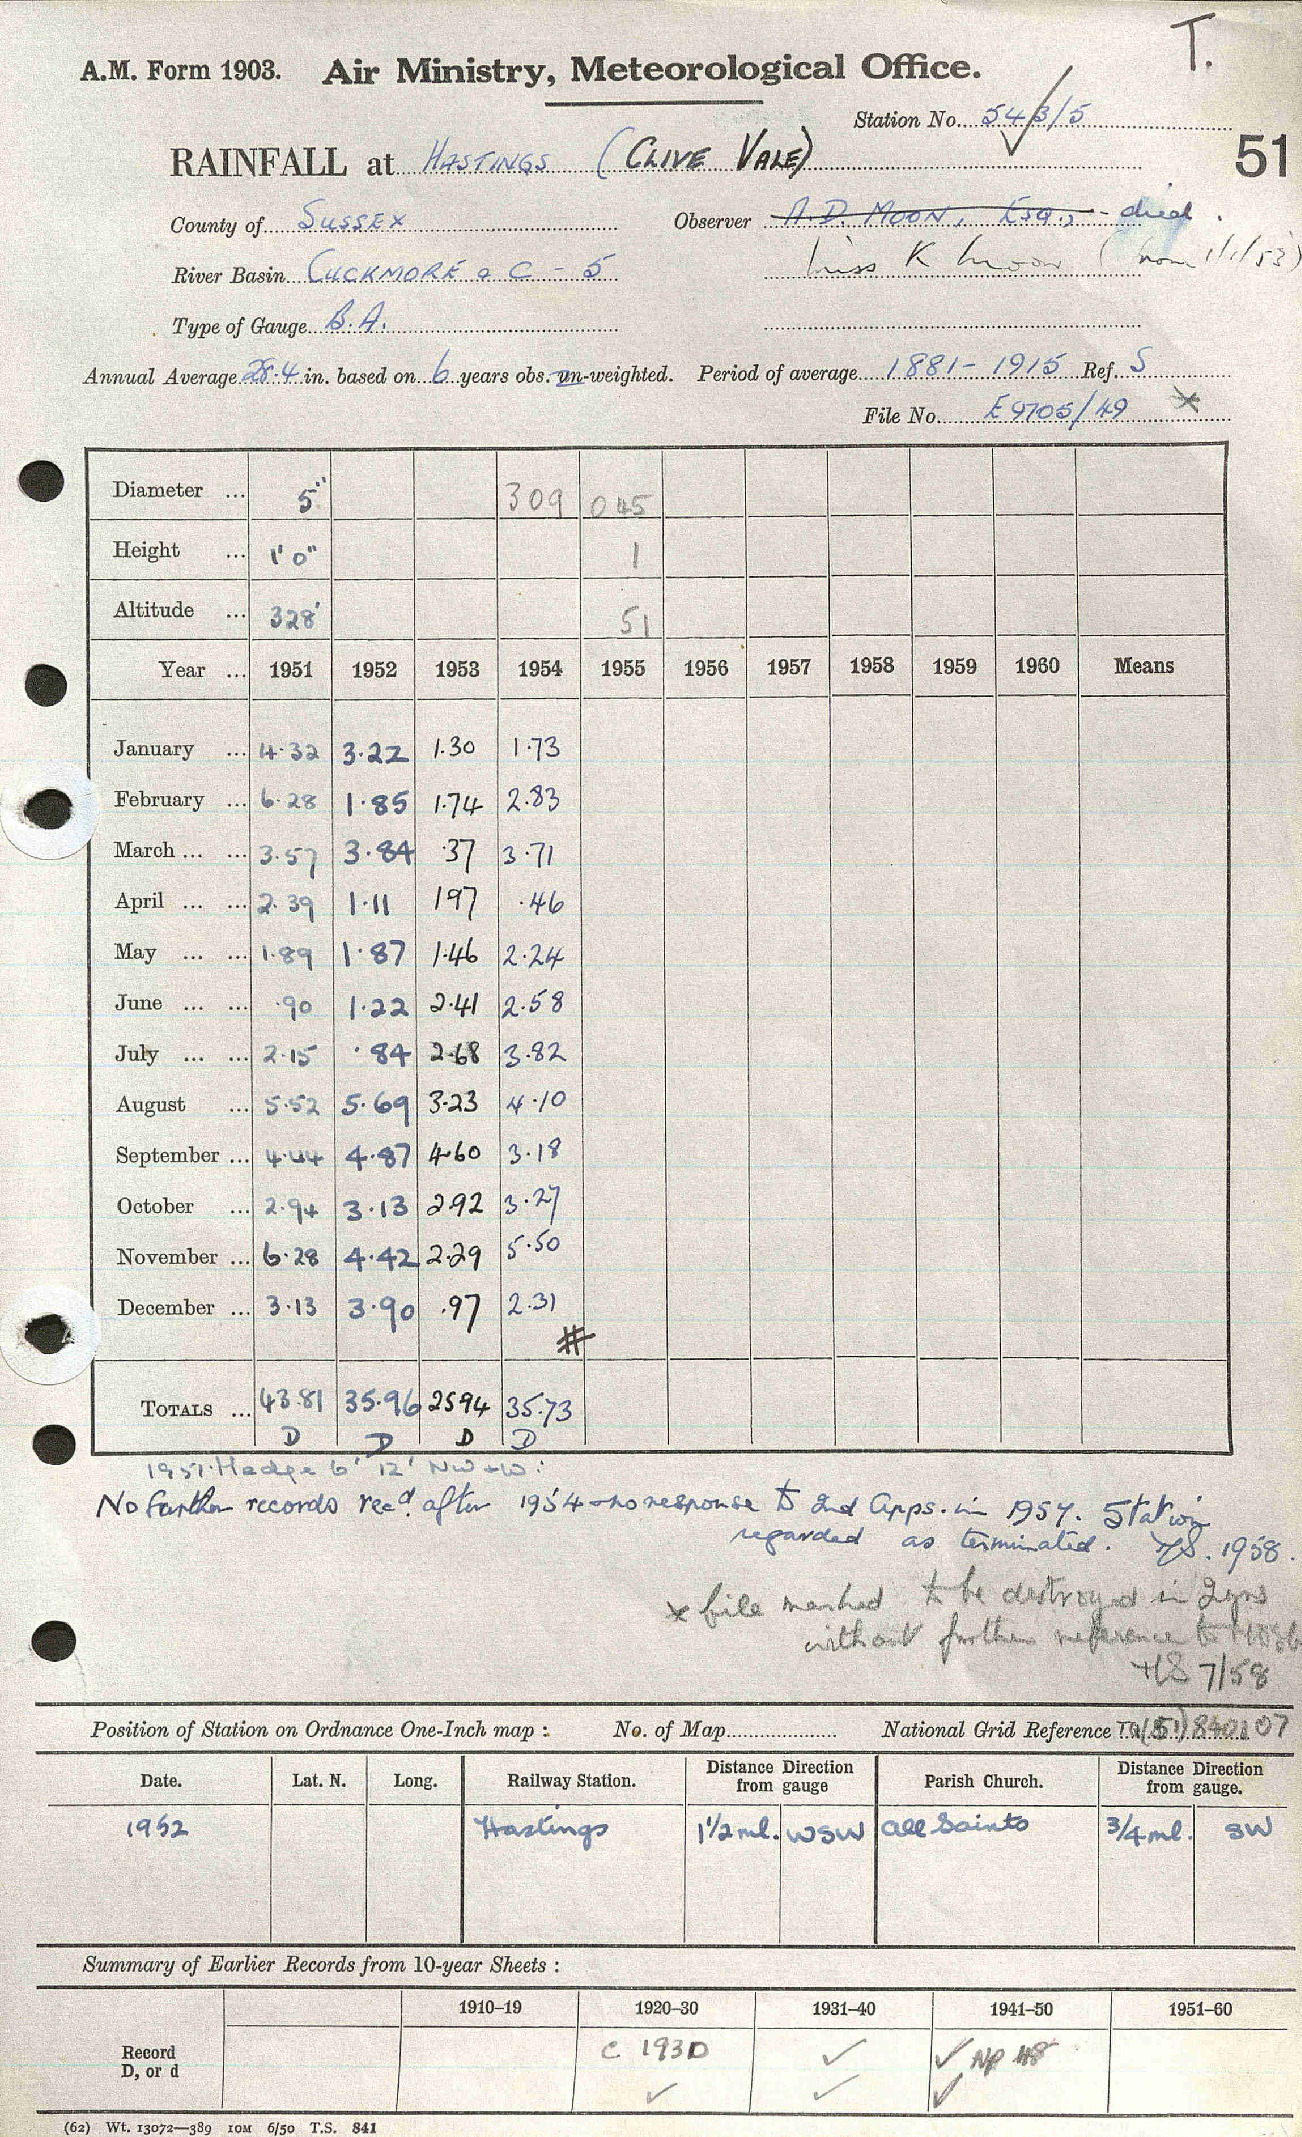 T.
A.M. Form 1903. Air Ministry, Meteorological Office.
Station No. 543/5
51
RAINFALL at HASTINGS (CLIVE VALE)
County of SUSSEX Observer A.D. MOON, Esq., - died.
River Basin CUCKMORE & C - 5 Miss K Moon (from 1/1/53)
Type of Gauge B.A.
Annual Average 28.4 in. based on 6 years obs. un-weighted. Period of average 1881-1915 Ref. S
File No. E9705/49 *
Diameter ... 5" 309 045
Height ... 1'0" 1
Altitude ... 328' 51
Year ... 1951 1952 1953 1954 1955 1956 1957 1958 1959 1960 Means
January ... 4.32 3.22 1.30 1.73
February ... 6.28 1.85 1.74 2.83
March ... ... 3.57 3.84 .37 3.71
April ... ... 2.39 1.11 197 .46
May ... ... 1.89 1.87 1.46 2.24
June ... ... .90 1.22 2.41 2.58
July ... ... 2.15 .84 2.68 3.82
August ... 5.52 5.69 3.23 4.10
September ... 4.44 4.87 4.60 3.18
October ... 2.94 3.13 292 3.27
November ... 6.28 4.42 2.29 5.50
December ... 3.13 3.90 .97 2.31
#
TOTALS ... 43.81 35.96 2594 35.73
D D D D
1951. Hedge 6' 12' NW + W.
No further records recd. after 1954 - no response to 2nd Apps. in 1957. Station
regarded as terminated. 1958.
* file marked to be destroyed in 2 yrs
without further reference to
7/58
Position of Station on Ordnance One-Inch map : No. of Map National Grid Reference TQ(51) 07
Date. Lat. N. Long. Railway Station. Distance Direction from gauge Parish Church. Distance Direction from gauge.
1952 Hastings 1½ ml. WSW All Saints 3/4 ml. SW
Summary of Earlier Records from 10-year Sheets :
1910–19 1920–30 1931–40 1941–50 1951–60
Record D, or d
C 193D ✓ ✓ NP 48
✓ ✓ ✓
(62) Wt. 13072—389 10M 6/50 T.S. 841